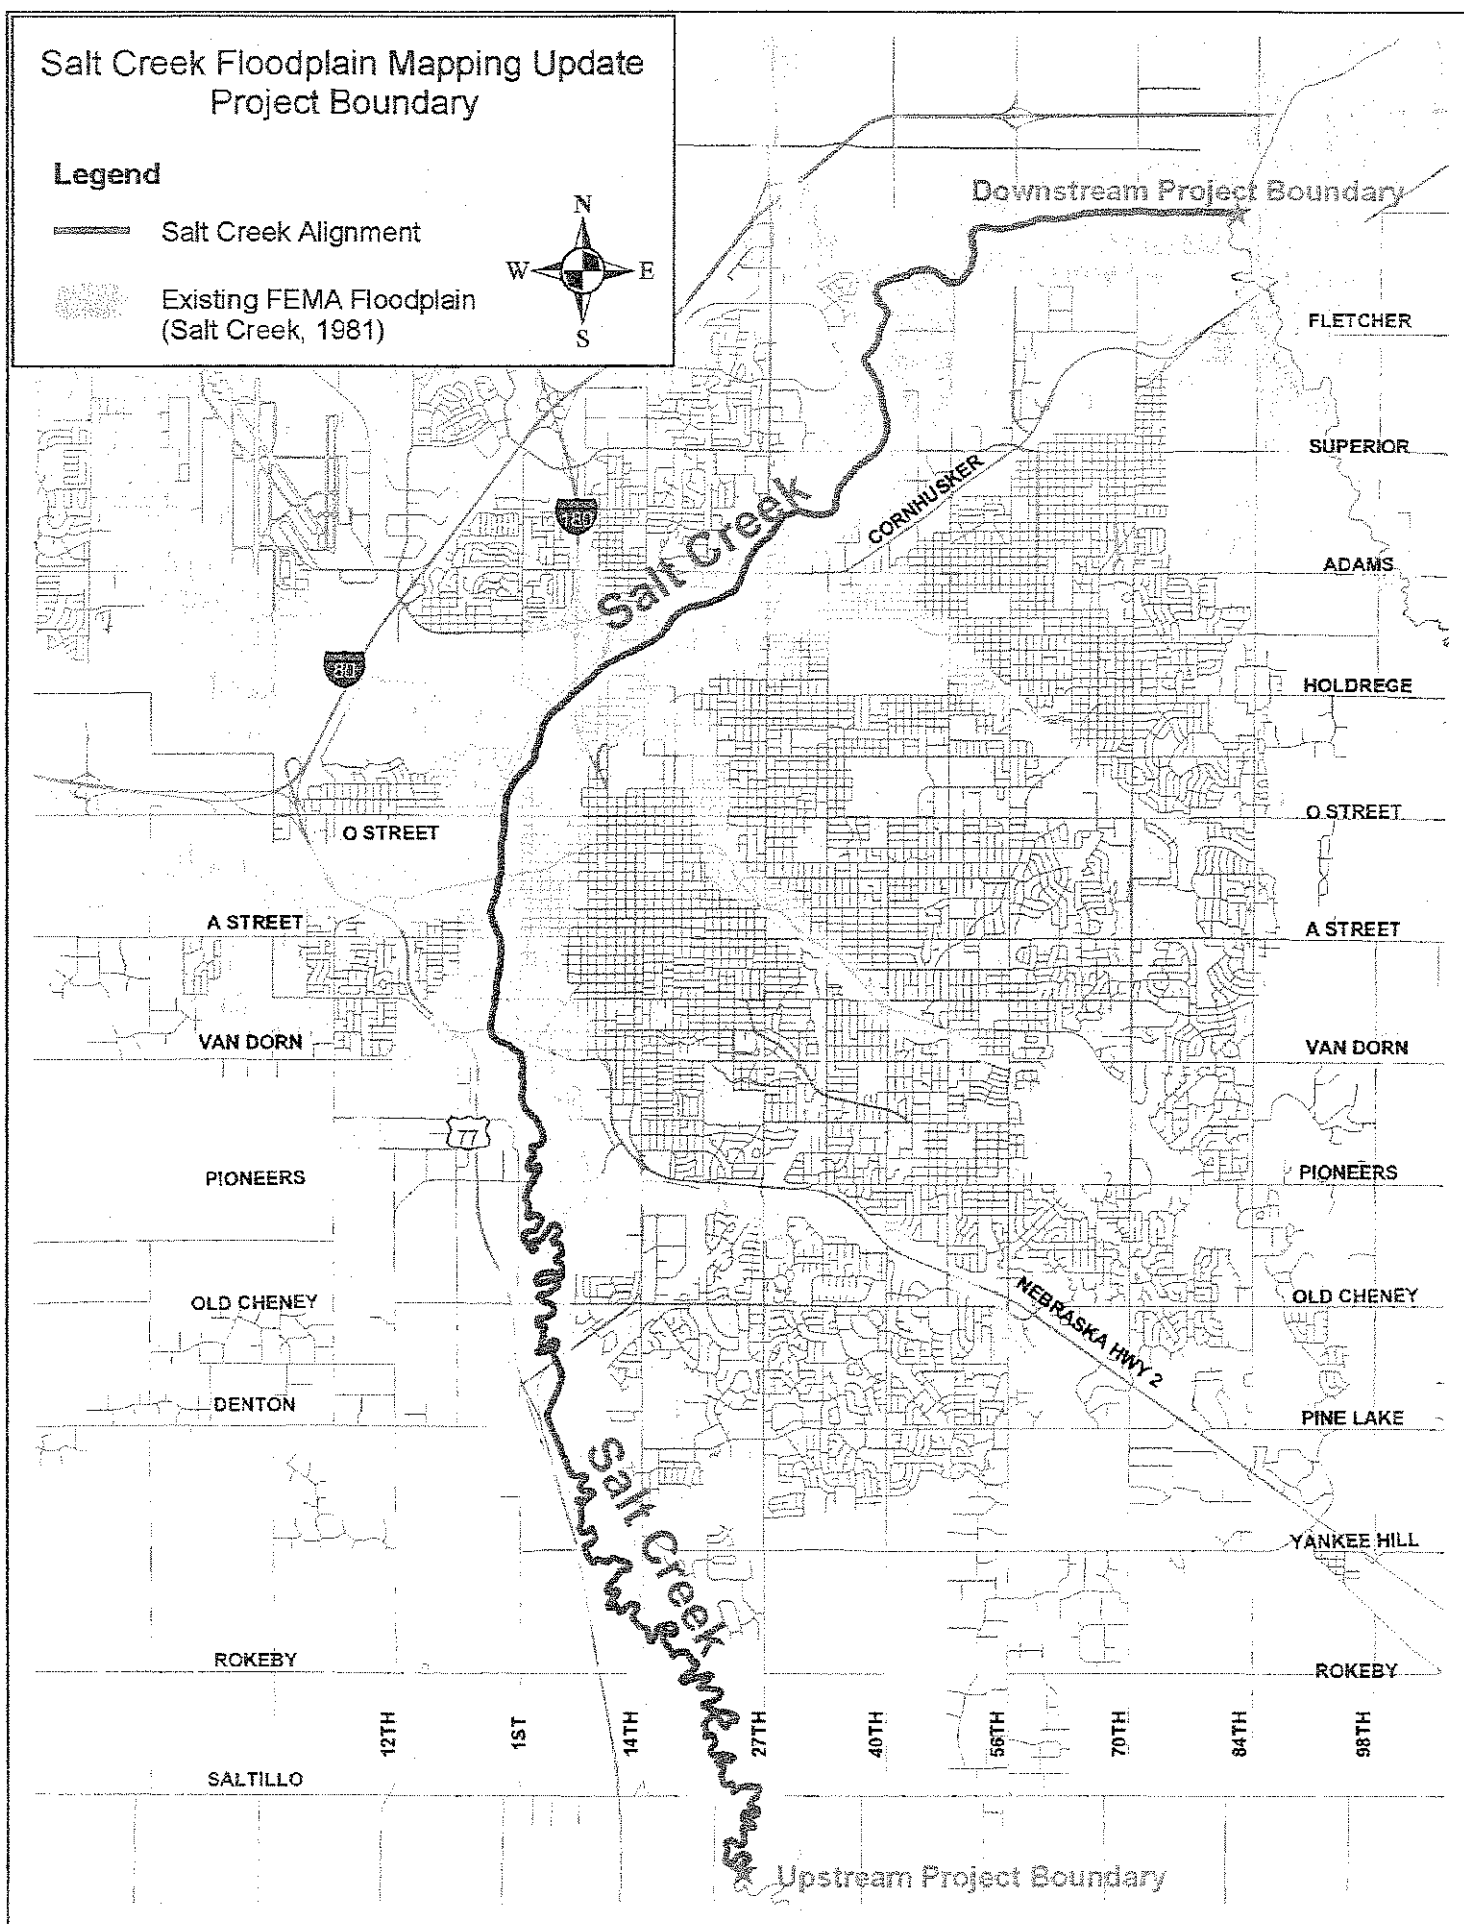 Salt Creek Floodplain Mapping Update
Project Boundary
Legend
Salt Creek Alignment
Existing FEMA Floodplain
(Salt Creek, 1981)
N
W
E
S
Downstream Project Boundary
FLETCHER
SUPERIOR
CORNHUSKER
180
Salt Creek
ADAMS
80
HOLDREGE
O STREET
O STREET
A STREET
A STREET
VAN DORN
VAN DORN
77
PIONEERS
PIONEERS
OLD CHENEY
OLD CHENEY
NEBRASKA HWY 2
DENTON
PINE LAKE
Salt Creek
YANKEE HILL
ROKEBY
ROKEBY
12TH
1ST
14TH
27TH
40TH
56TH
70TH
84TH
98TH
SALTILLO
Upstream Project Boundary